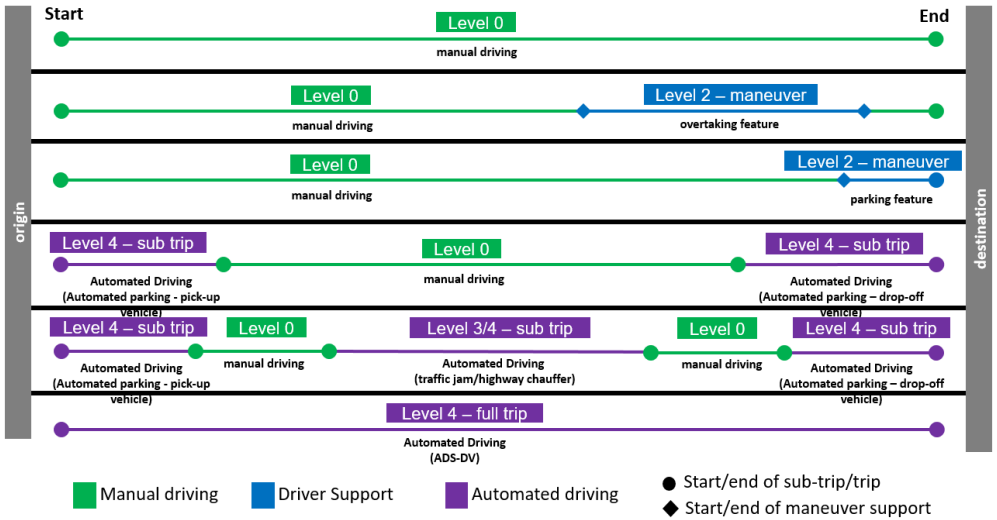 Start
End
Level 0
manual driving
Level 0
Level 2 – maneuver
manual driving
overtaking feature
Level 0
Level 2 – maneuver
manual driving
parking feature
origin
destination
Level 4 – sub trip
Level 0
Level 4 – sub trip
Automated Driving
(Automated parking - pick-up
vehicle)
manual driving
Automated Driving
(Automated parking – drop-off
vehicle)
Level 4 – sub trip
Level 0
Level 3/4 – sub trip
Level 0
Level 4 – sub trip
Automated Driving
(Automated parking - pick-up
vehicle)
manual driving
Automated Driving
(traffic jam/highway chauffer)
manual driving
Automated Driving
(Automated parking – drop-off
vehicle)
Level 4 – full trip
Automated Driving
(ADS-DV)
Manual driving
Driver Support
Automated driving
Start/end of sub-trip/trip
Start/end of maneuver support